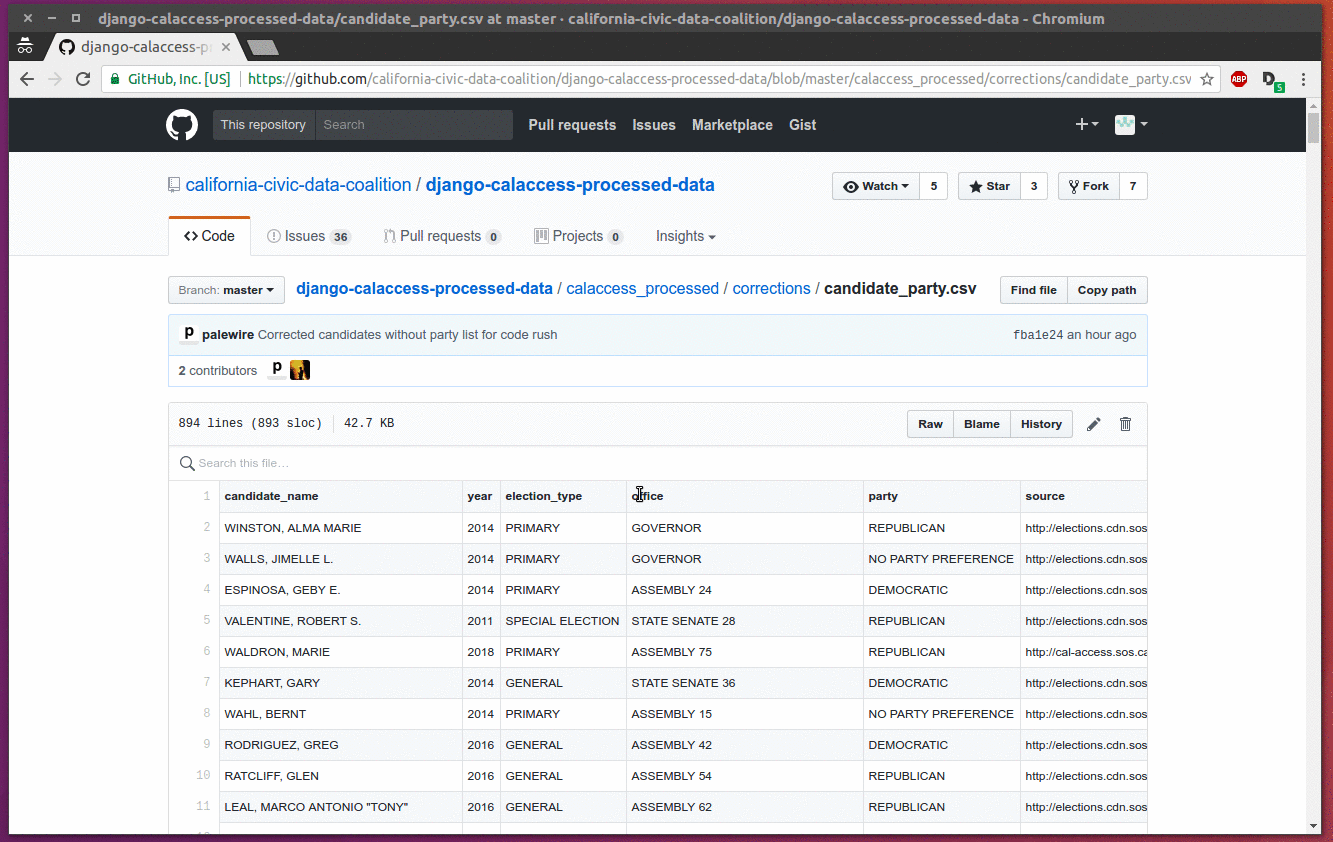 django-calaccess-processed-data/candidate_party.csv at master · california-civic-data-coalition/django-calaccess-processed-data - Chromium
django-calaccess-p
GitHub, Inc. [US] https://github.com/california-civic-data-coalition/django-calaccess-processed-data/blob/master/calaccess_processed/corrections/candidate_party.csv ABP D 5
This repository Search Pull requests Issues Marketplace Gist
california-civic-data-coalition / django-calaccess-processed-data Watch 5 Star 3 Fork 7
Code Issues 36 Pull requests 0 Projects 0 Insights
Branch: master django-calaccess-processed-data / calaccess_processed / corrections / candidate_party.csv Find file Copy path
p palewire Corrected candidates without party list for code rush fba1e24 an hour ago
2 contributors p
894 lines (893 sloc) 42.7 KB Raw Blame History
Search this file…
1 candidate_name year election_type office party source
2 WINSTON, ALMA MARIE 2014 PRIMARY GOVERNOR REPUBLICAN http://elections.cdn.sos
3 WALLS, JIMELLE L. 2014 PRIMARY GOVERNOR NO PARTY PREFERENCE http://elections.cdn.sos
4 ESPINOSA, GEBY E. 2014 PRIMARY ASSEMBLY 24 DEMOCRATIC http://elections.cdn.sos
5 VALENTINE, ROBERT S. 2011 SPECIAL ELECTION STATE SENATE 28 REPUBLICAN http://elections.cdn.sos
6 WALDRON, MARIE 2018 PRIMARY ASSEMBLY 75 REPUBLICAN http://cal-access.sos.ca
7 KEPHART, GARY 2014 GENERAL STATE SENATE 36 DEMOCRATIC http://elections.cdn.sos
8 WAHL, BERNT 2014 PRIMARY ASSEMBLY 15 NO PARTY PREFERENCE http://elections.cdn.sos
9 RODRIGUEZ, GREG 2016 GENERAL ASSEMBLY 42 DEMOCRATIC http://elections.cdn.sos
10 RATCLIFF, GLEN 2016 GENERAL ASSEMBLY 54 REPUBLICAN http://elections.cdn.sos
11 LEAL, MARCO ANTONIO "TONY" 2016 GENERAL ASSEMBLY 62 REPUBLICAN http://elections.cdn.sos